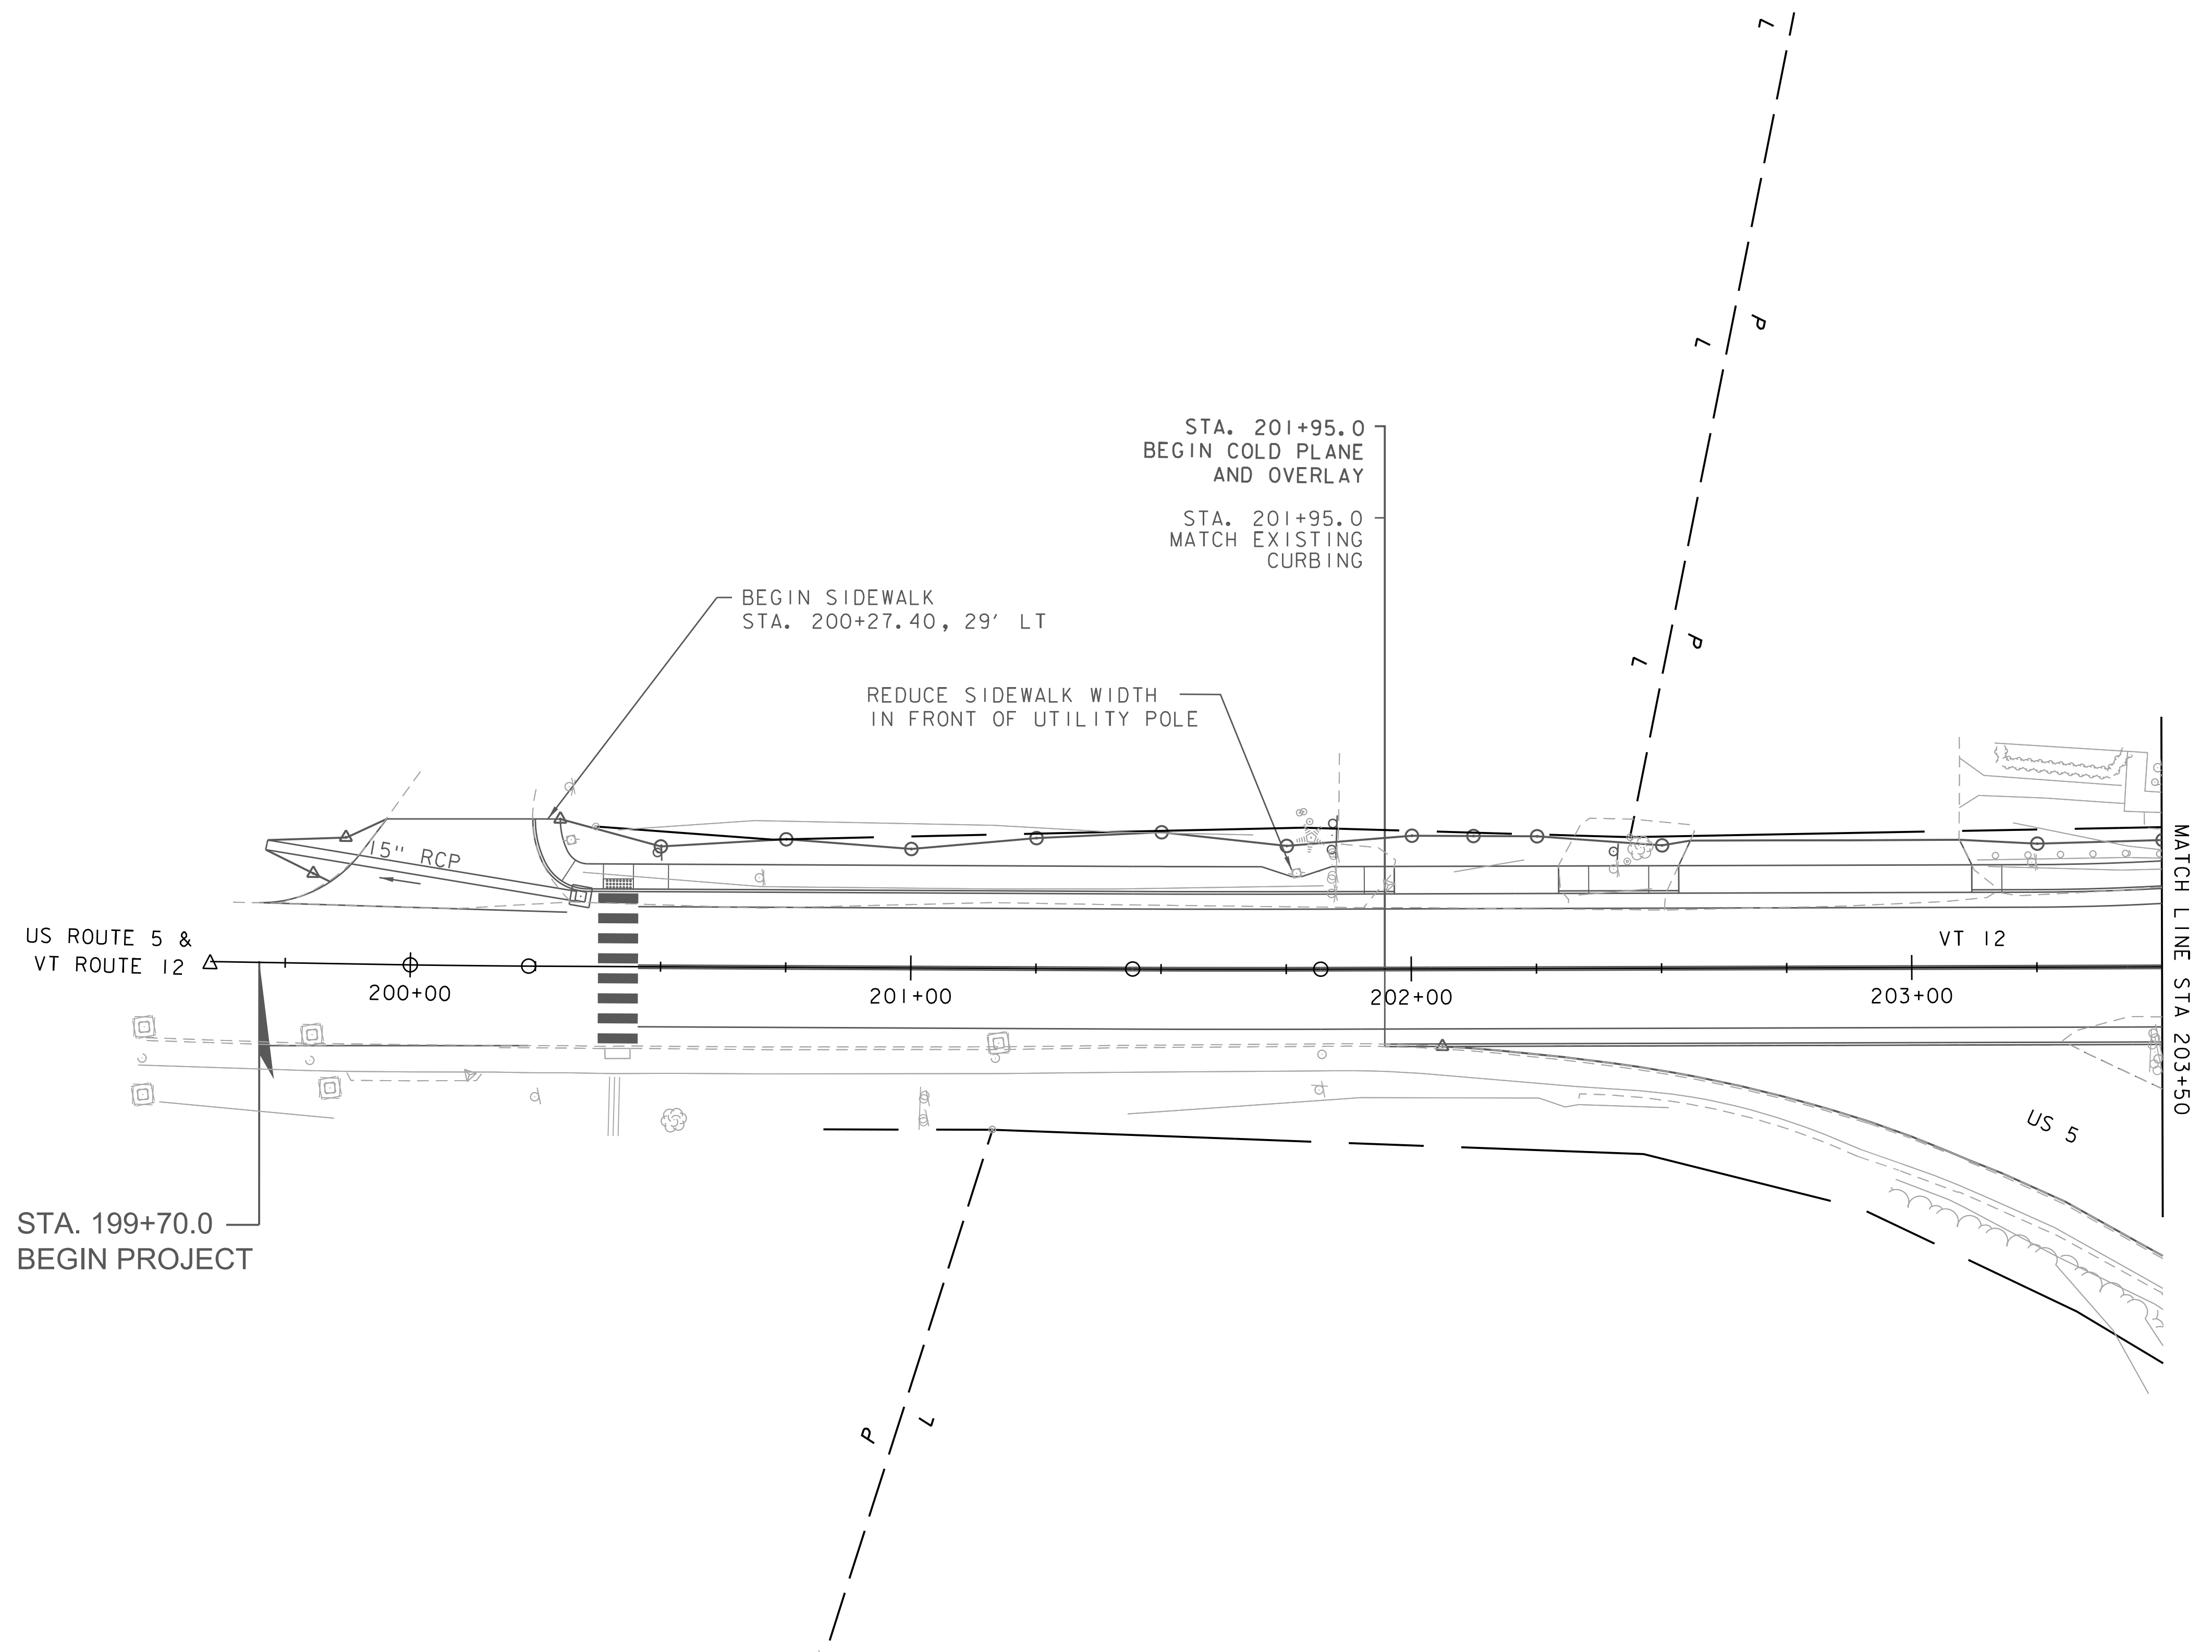 STA. 201+95.0
BEGIN COLD PLANE
AND OVERLAY
STA. 201+95.0
MATCH EXISTING
CURBING
BEGIN SIDEWALK
STA. 200+27.40, 29' LT
REDUCE SIDEWALK WIDTH
IN FRONT OF UTILITY POLE
15" RCP
US ROUTE 5 &
VT ROUTE 12
200+00
201+00
202+00
203+00
VT 12
US 5
MATCH LINE STA 203+50
STA. 199+70.0
BEGIN PROJECT
L
P
L
P
L
P
L